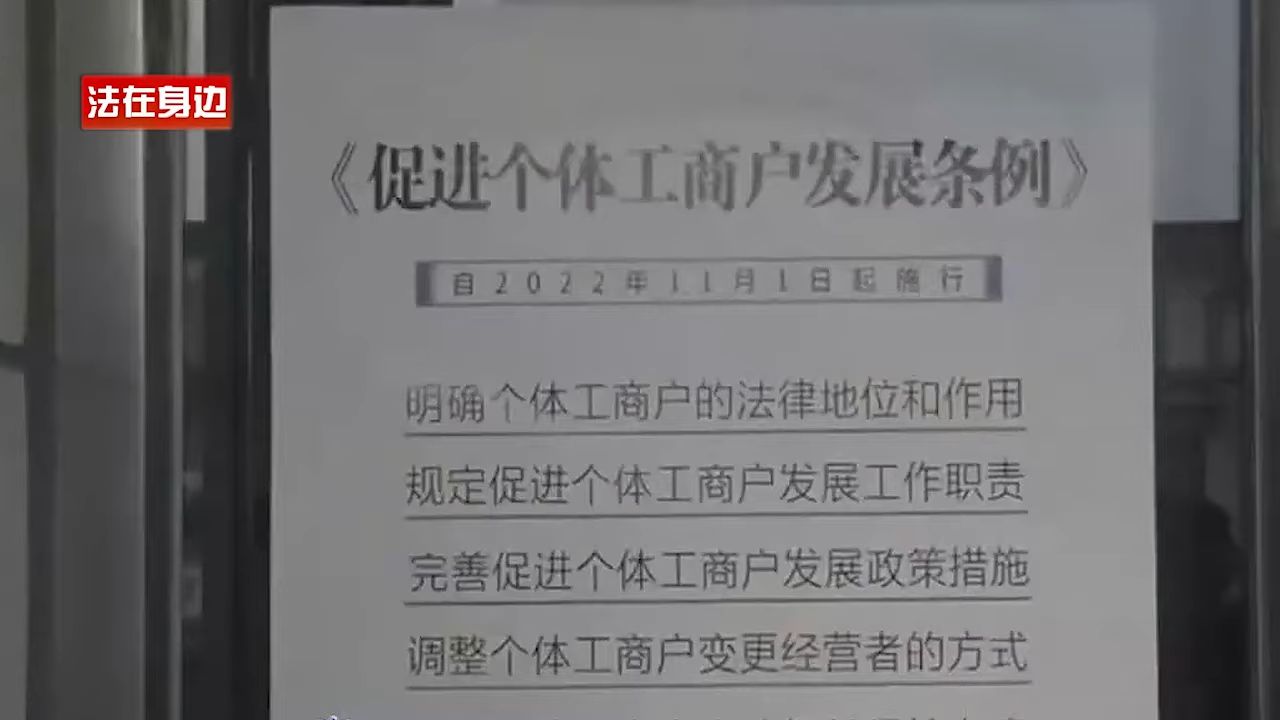 法在身边
《促进个体工商户发展条例》
自2022年11月1日起施行
明确个体工商户的法律地位和作用
规定促进个体工商户发展工作职责
完善促进个体工商户发展政策措施
调整个体工商户变更经营者的方式